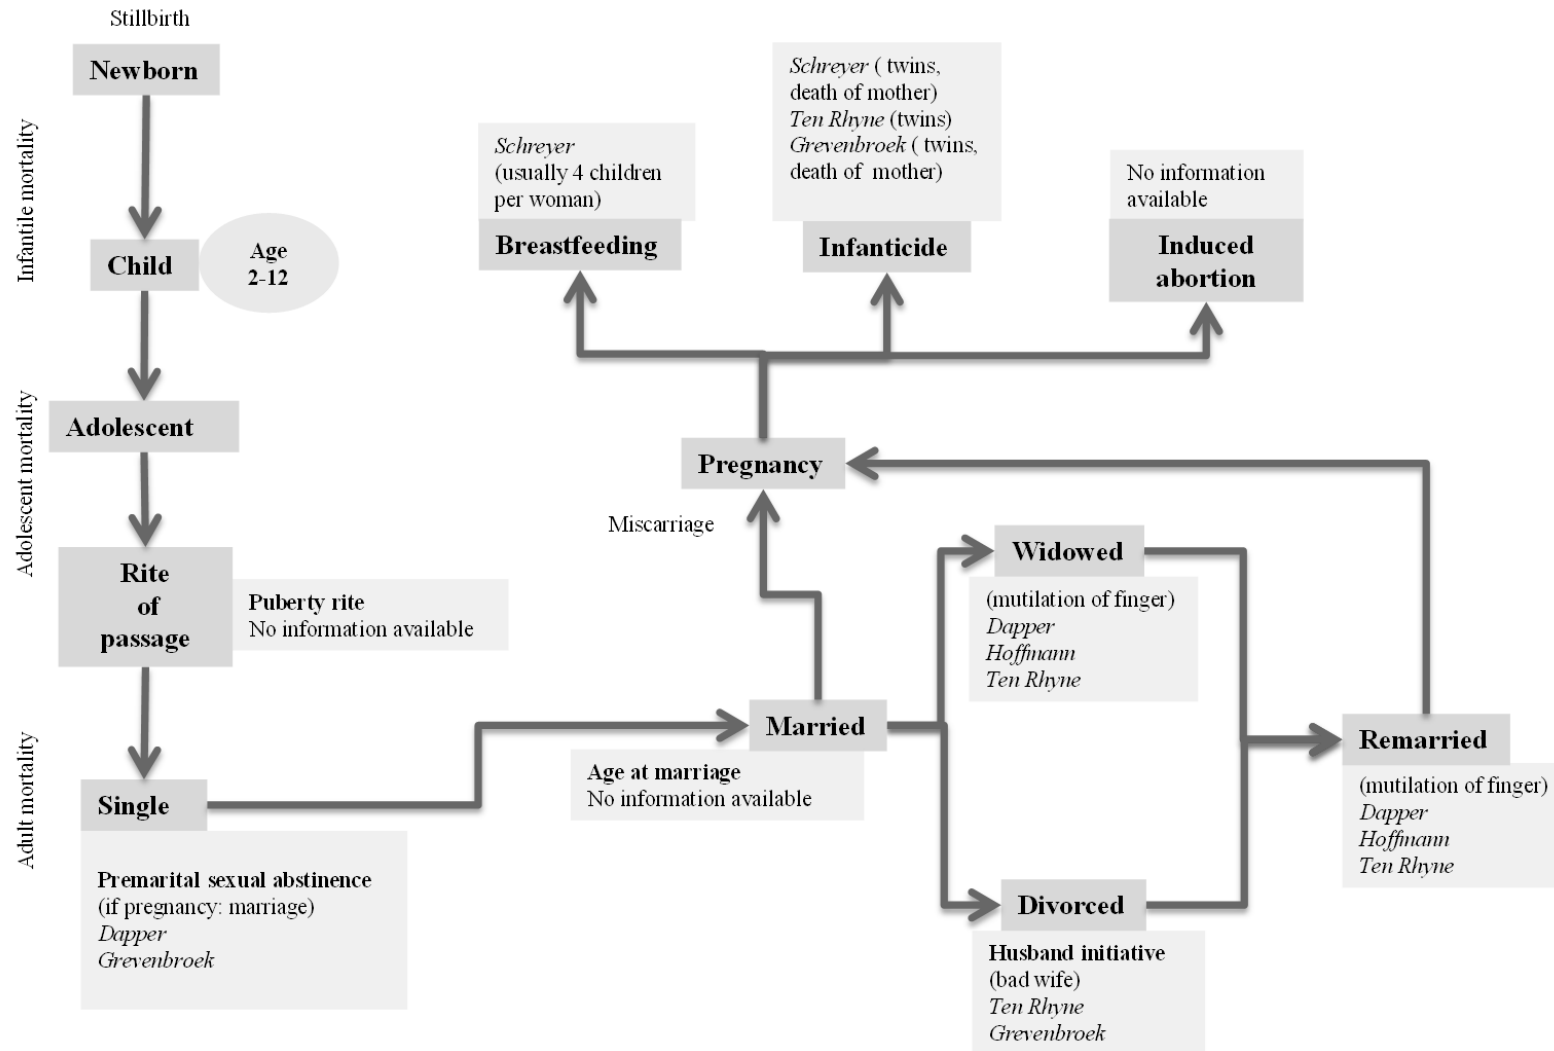 Stillbirth
Newborn
Infantile mortality
Child
Age
2-12
Adolescent mortality
Adolescent
Rite
of
passage
Puberty rite
No information available
Adult mortality
Single
Premarital sexual abstinence
(if pregnancy: marriage)
Dapper
Grevenbroek
Schreyer
(usually 4 children
per woman)
Breastfeeding
Schreyer ( twins,
death of mother)
Ten Rhyne (twins)
Grevenbroek ( twins,
death of mother)
Infanticide
No information
available
Induced
abortion
Pregnancy
Miscarriage
Married
Age at marriage
No information available
Widowed
(mutilation of finger)
Dapper
Hoffmann
Ten Rhyne
Divorced
Husband initiative
(bad wife)
Ten Rhyne
Grevenbroek
Remarried
(mutilation of finger)
Dapper
Hoffmann
Ten Rhyne